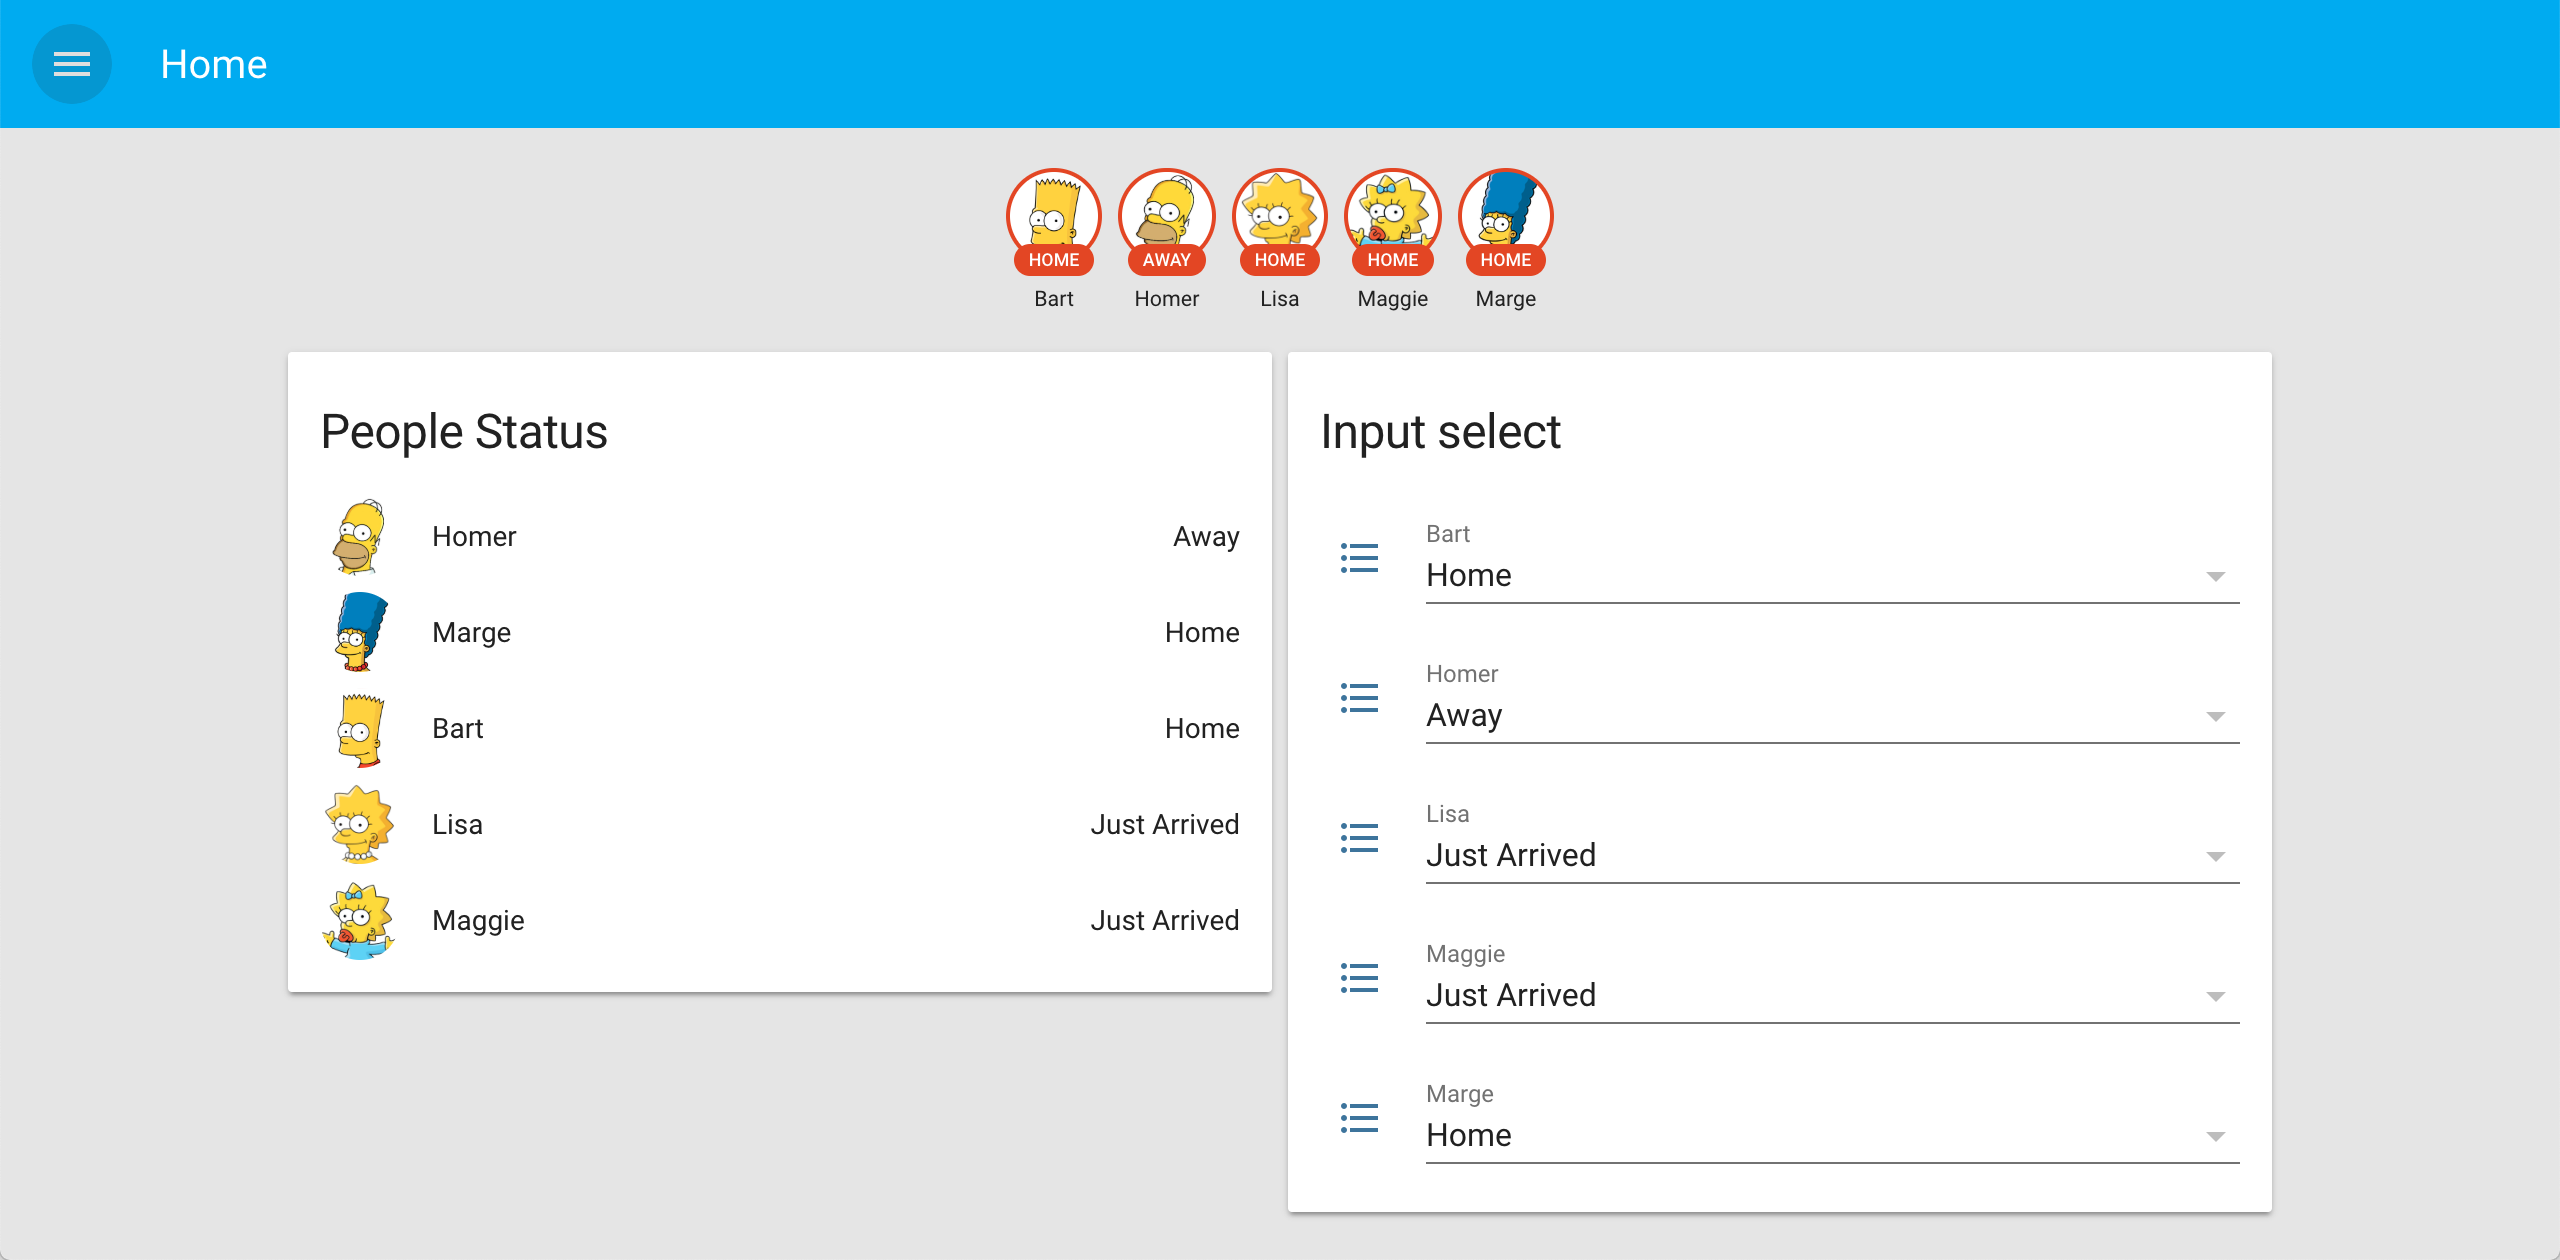 Home
HOME AWAY HOME HOME HOME
Bart Homer Lisa Maggie Marge
People Status
Homer Away
Marge Home
Bart Home
Lisa Just Arrived
Maggie Just Arrived
Input select
Bart
Home
Homer
Away
Lisa
Just Arrived
Maggie
Just Arrived
Marge
Home